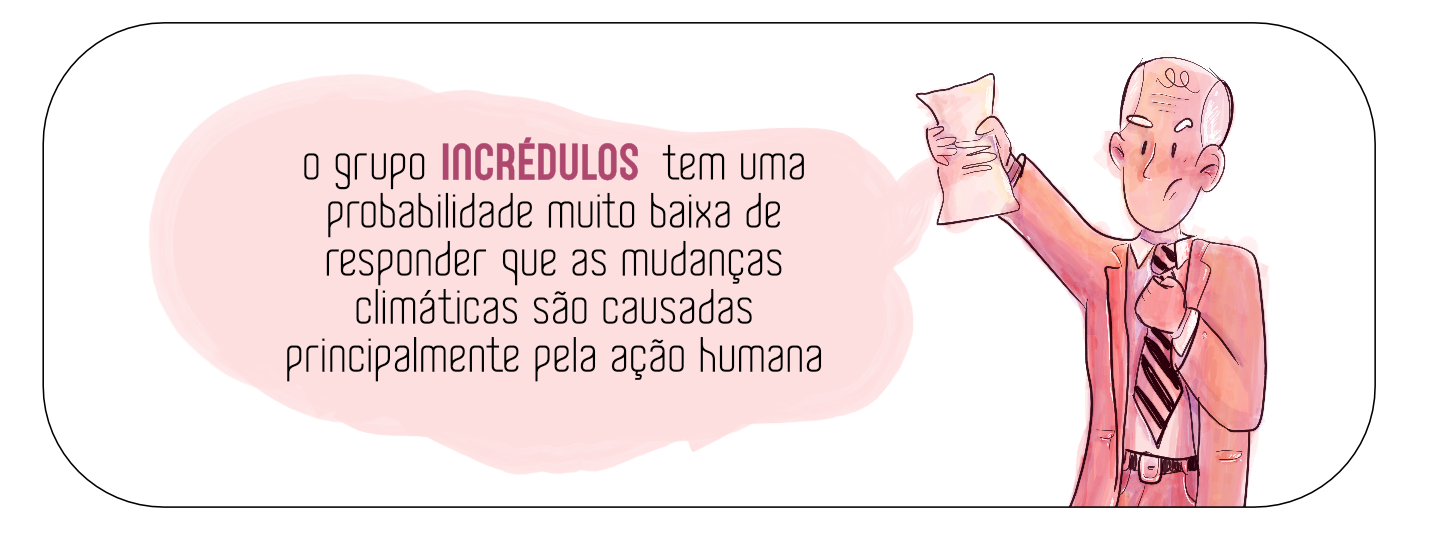 o grupo INCRÉDULOS tem uma
probabilidade muito baixa de
responder que as mudanças
climáticas são causadas
principalmente pela ação humana